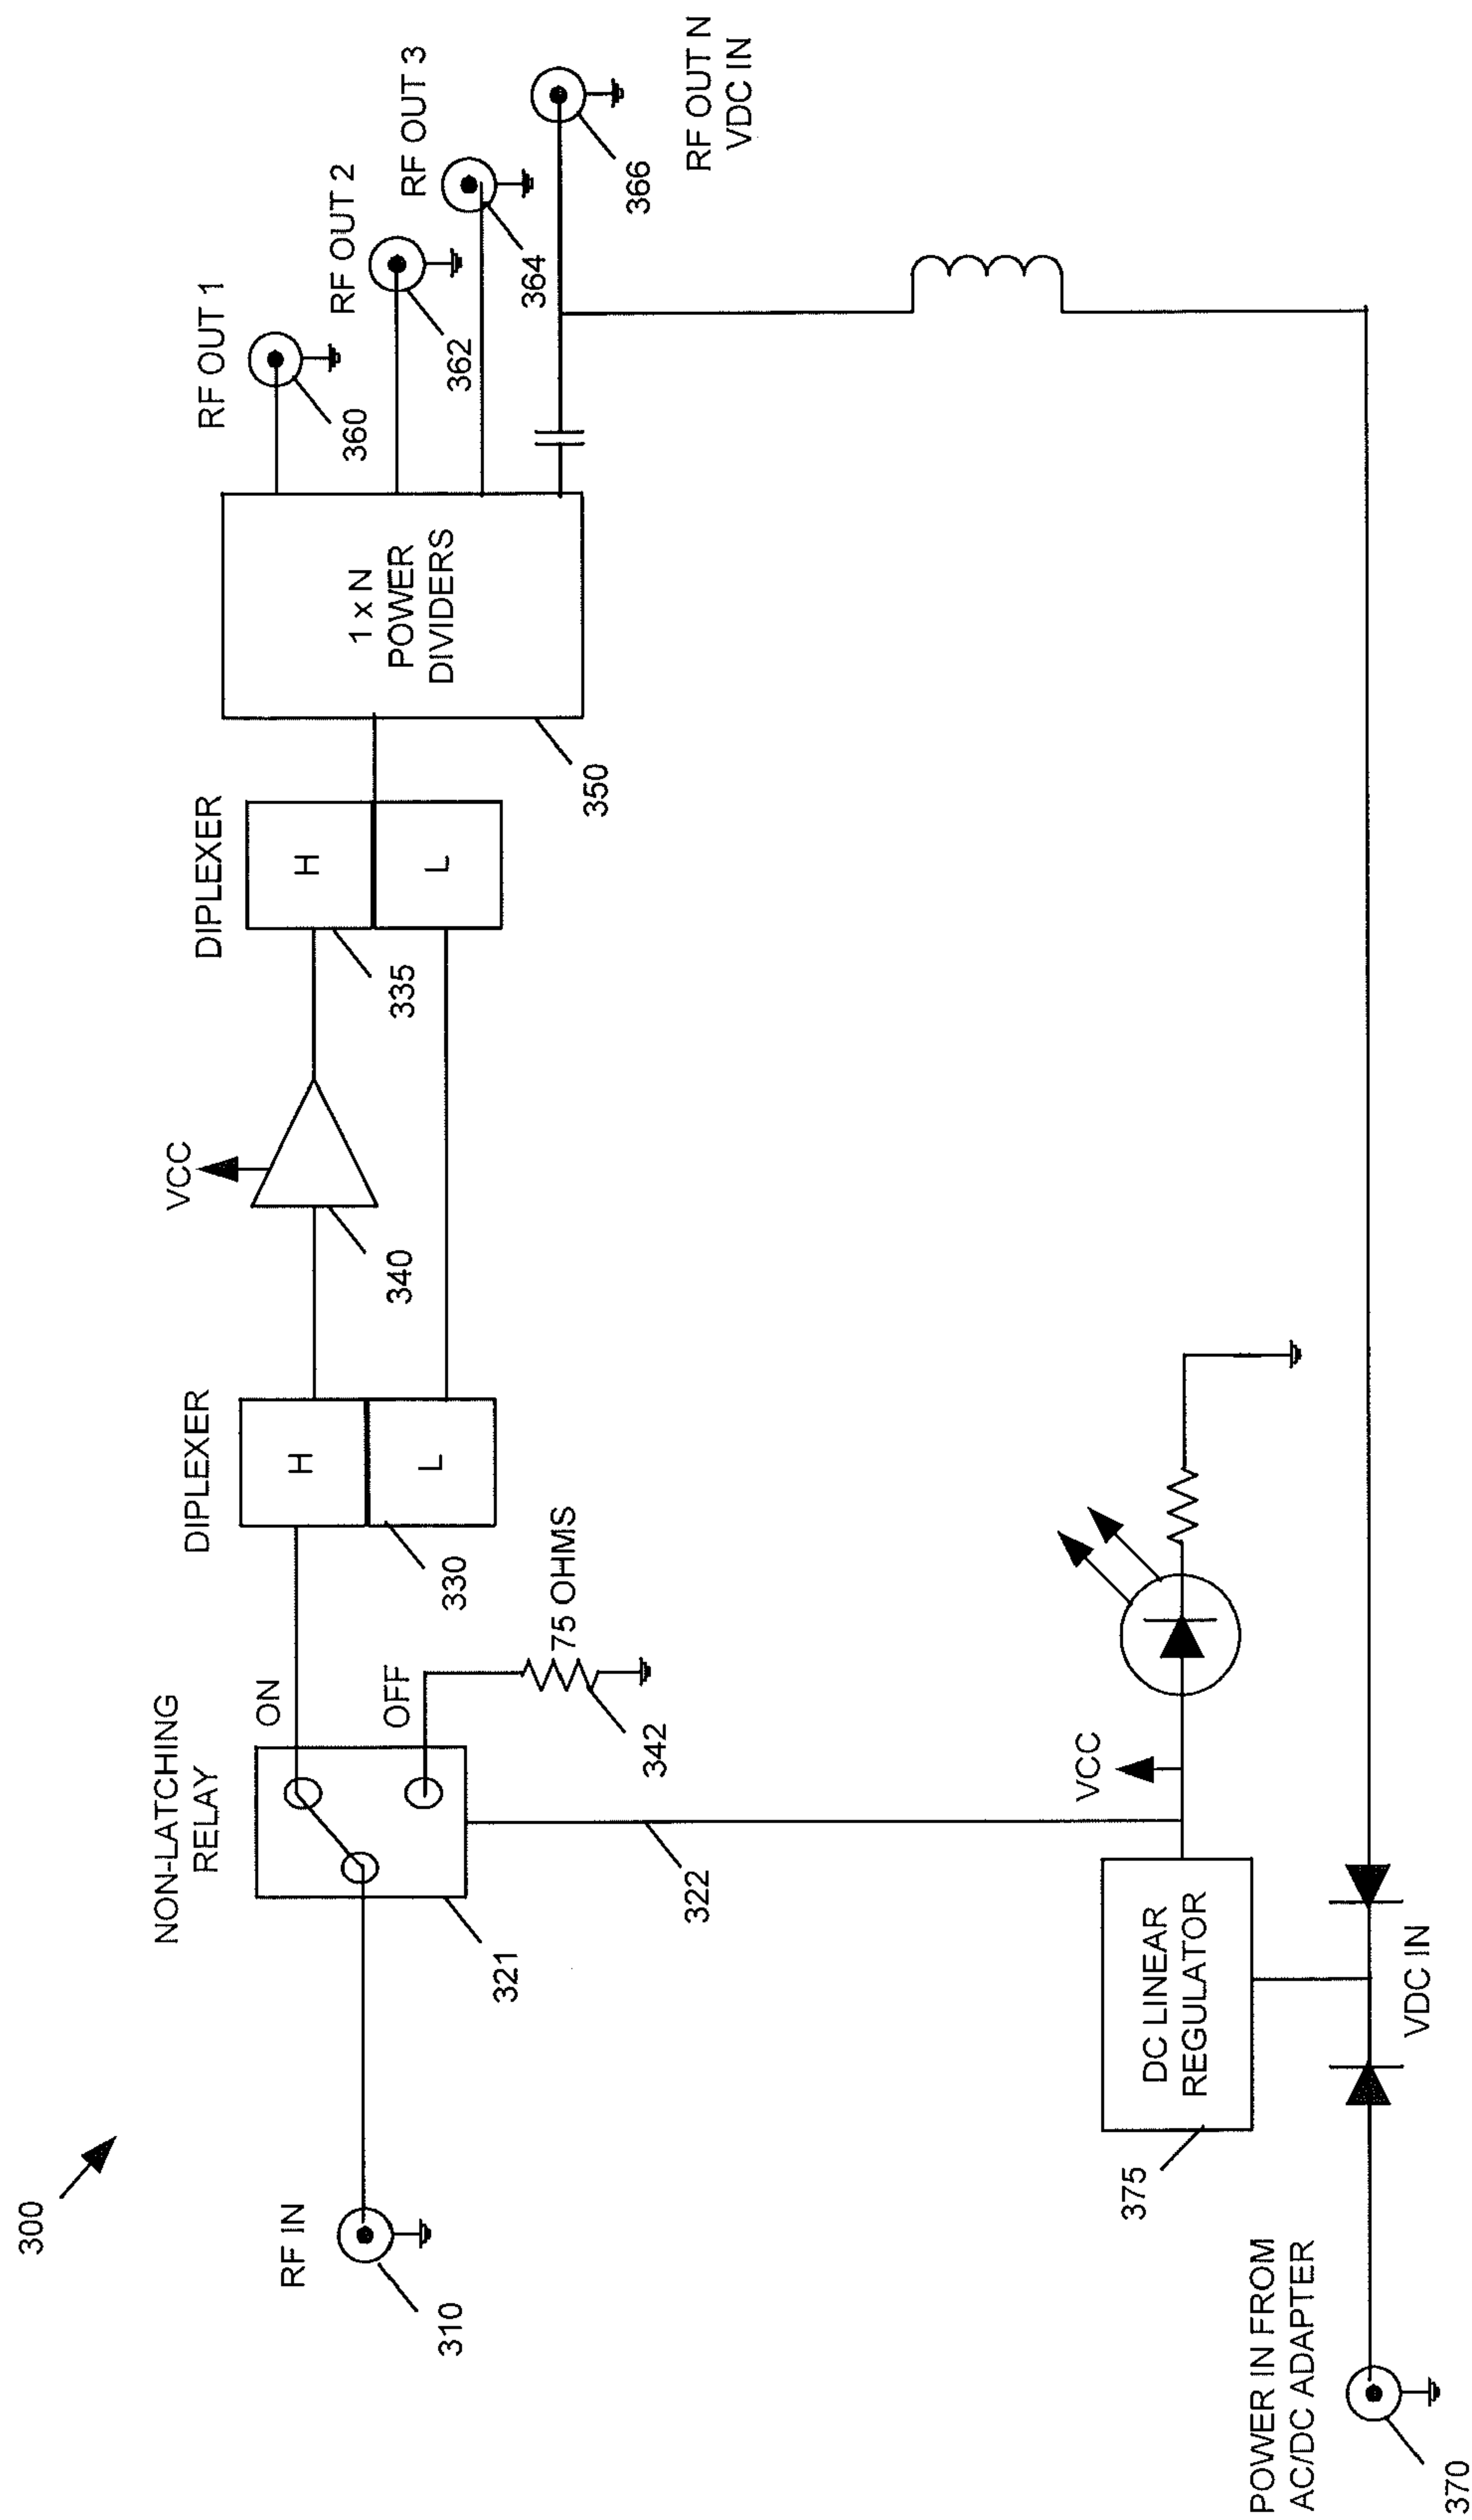 300
RF IN
310
NON-LATCHING
RELAY
ON
OFF
321
322
342
75 OHMS
DIPLEXER
H
L
330
VCC
340
DIPLEXER
H
L
335
1 x N
POWER
DIVIDERS
350
RF OUT 1
360
RF OUT 2
362
RF OUT 3
364
RF OUT N
VDC IN
366
VCC
DC LINEAR
REGULATOR
375
VDC IN
POWER IN FROM
AC/DC ADAPTER
370